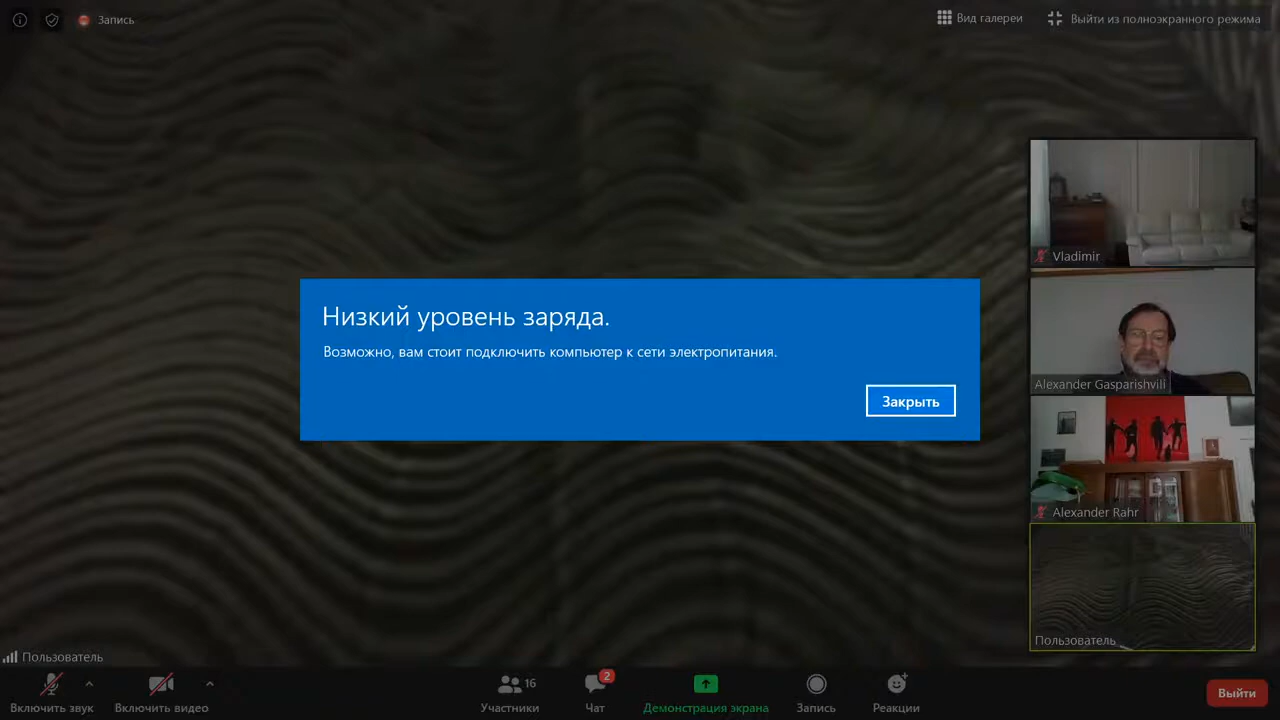 Запись
Вид галереи
Выйти из полноэкранного режима
Vladimir
Низкий уровень заряда.
Возможно, вам стоит подключить компьютер к сети электропитания.
Закрыть
Alexander Gasparishvili
Alexander Rahr
Пользователь
Пользователь
Включить звук
Включить видео
16
Участники
2
Чат
Демонстрация экрана
Запись
Реакции
Выйти